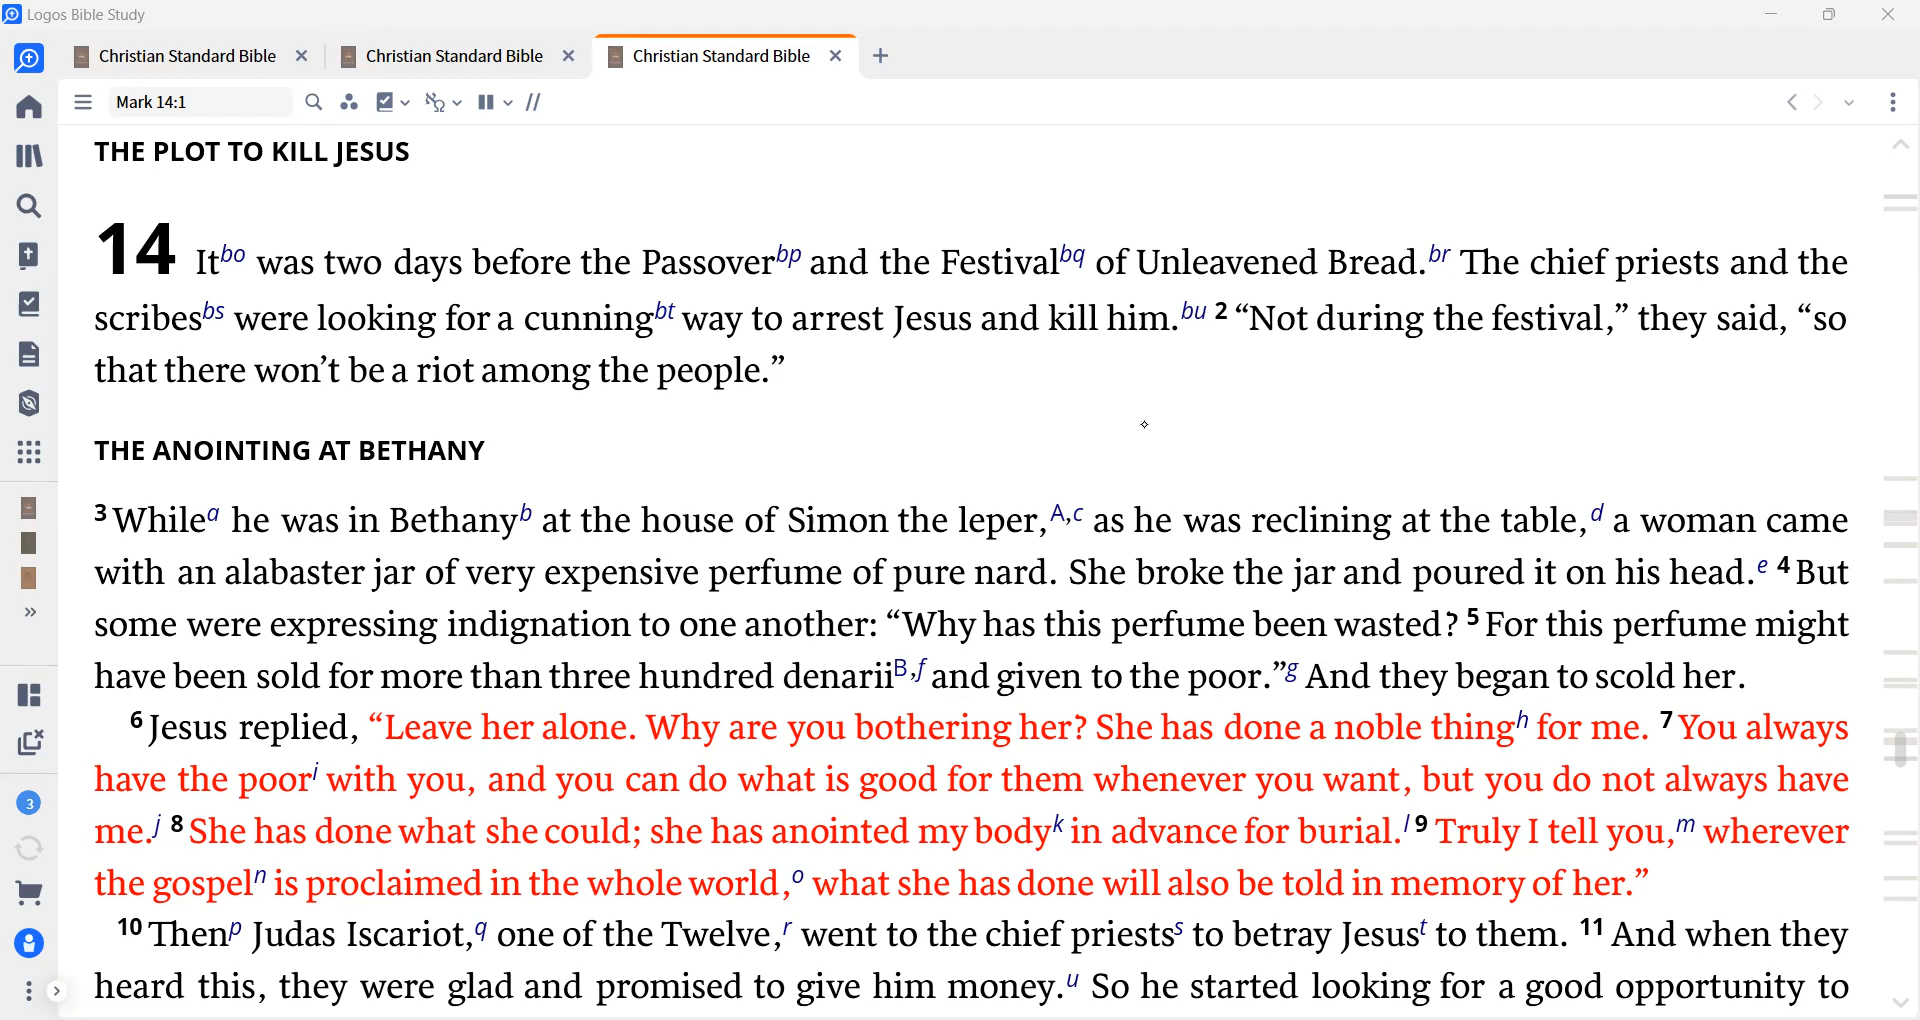 Logos Bible Study
Christian Standard Bible
Christian Standard Bible
Christian Standard Bible
Mark 14:1
THE PLOT TO KILL JESUS
14 Itbo was two days before the Passoverbp and the Festivalbq of Unleavened Bread.br The chief priests and the
scribesbs were looking for a cunningbt way to arrest Jesus and kill him.bu 2 “Not during the festival,” they said, “so
that there won’t be a riot among the people.”
THE ANOINTING AT BETHANY
3 Whilea he was in Bethanyb at the house of Simon the leper,A,c as he was reclining at the table,d a woman came
with an alabaster jar of very expensive perfume of pure nard. She broke the jar and poured it on his head.e 4 But
some were expressing indignation to one another: “Why has this perfume been wasted? 5 For this perfume might
have been sold for more than three hundred denariiB,f and given to the poor.”g And they began to scold her.
6 Jesus replied, “Leave her alone. Why are you bothering her? She has done a noble thingh for me. 7 You always
have the poori with you, and you can do what is good for them whenever you want, but you do not always have
me.j 8 She has done what she could; she has anointed my bodyk in advance for burial.l 9 Truly I tell you,m wherever
the gospeln is proclaimed in the whole world,o what she has done will also be told in memory of her.”
10 Thenp Judas Iscariot,q one of the Twelve,r went to the chief priestss to betray Jesust to them. 11 And when they
heard this, they were glad and promised to give him money.u So he started looking for a good opportunity to
3